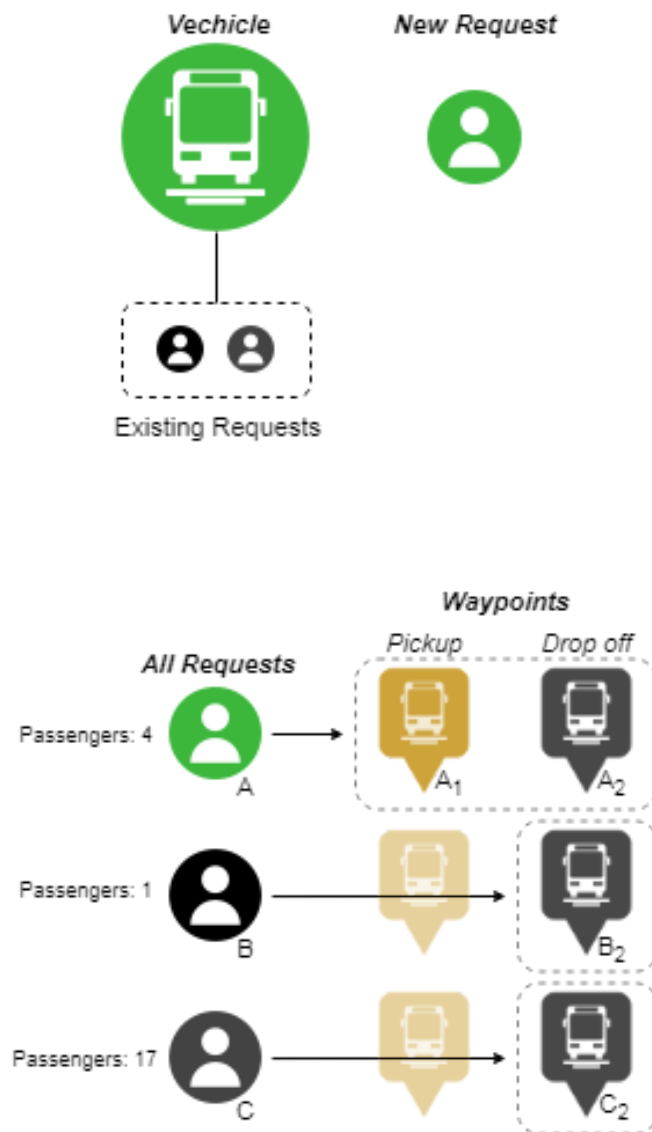 Vechicle New Request
Existing Requests
Waypoints
Pickup Drop off
All Requests
Passengers: 4
A A1 A2
Passengers: 1
B B2
Passengers: 17
C C2